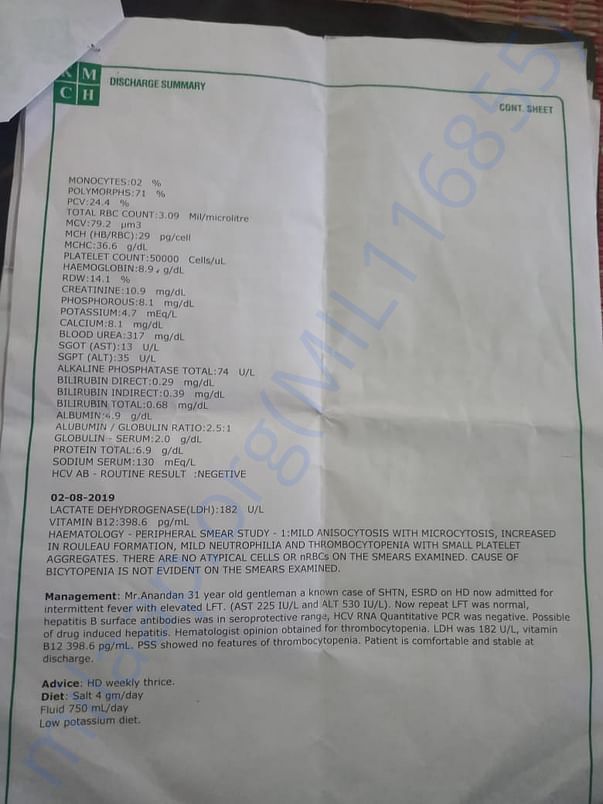 K M
C H
DISCHARGE SUMMARY
CONT. SHEET
MONOCYTES:02 %
POLYMORPHS:71 %
PCV:24.4 %
TOTAL RBC COUNT:3.09 Mil/microlitre
MCV:79.2 µm3
MCH (HB/RBC):29 pg/cell
MCHC:36.6 g/dL
PLATELET COUNT:50000 Cells/uL
HAEMOGLOBIN:8.9 g/dL
RDW:14.1 %
CREATININE:10.9 mg/dL
PHOSPHOROUS:8.1 mg/dL
POTASSIUM:4.7 mEq/L
CALCIUM:8.1 mg/dL
BLOOD UREA:317 mg/dL
SGOT (AST):13 U/L
SGPT (ALT):35 U/L
ALKALINE PHOSPHATASE TOTAL:74 U/L
BILIRUBIN DIRECT:0.29 mg/dL
BILIRUBIN INDIRECT:0.39 mg/dL
BILIRUBIN TOTAL:0.68 mg/dL
ALBUMIN:4.9 g/dL
ALUBUMIN / GLOBULIN RATIO:2.5:1
GLOBULIN - SERUM:2.0 g/dL
PROTEIN TOTAL:6.9 g/dL
SODIUM SERUM:130 mEq/L
HCV AB - ROUTINE RESULT :NEGETIVE
02-08-2019
LACTATE DEHYDROGENASE(LDH):182 U/L
VITAMIN B12:398.6 pg/mL
HAEMATOLOGY - PERIPHERAL SMEAR STUDY - 1:MILD ANISOCYTOSIS WITH MICROCYTOSIS, INCREASED
IN ROULEAU FORMATION, MILD NEUTROPHILIA AND THROMBOCYTOPENIA WITH SMALL PLATELET
AGGREGATES. THERE ARE NO ATYPICAL CELLS OR nRBCs ON THE SMEARS EXAMINED. CAUSE OF
BICYTOPENIA IS NOT EVIDENT ON THE SMEARS EXAMINED.
Management: Mr.Anandan 31 year old gentleman a known case of SHTN, ESRD on HD now admitted for
intermittent fever with elevated LFT. (AST 225 IU/L and ALT 530 IU/L). Now repeat LFT was normal,
hepatitis B surface antibodies was in seroprotective range, HCV RNA Quantitative PCR was negative. Possible
of drug induced hepatitis. Hematologist opinion obtained for thrombocytopenia. LDH was 182 U/L, vitamin
B12 398.6 pg/mL. PSS showed no features of thrombocytopenia. Patient is comfortable and stable at
discharge.
Advice: HD weekly thrice.
Diet: Salt 4 gm/day
Fluid 750 mL/day
Low potassium diet.
milaap.org(MIL1168555)